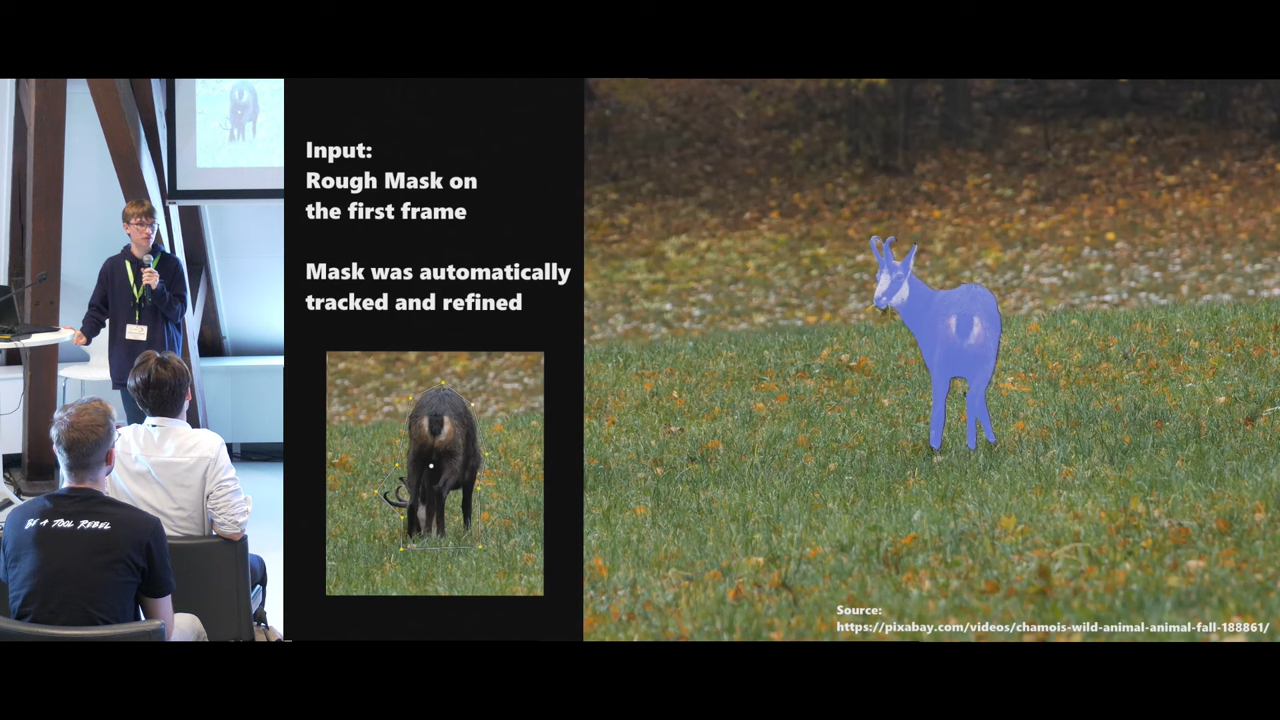 Input:
Rough Mask on
the first frame
Mask was automatically
tracked and refined
BE A TOOL REBEL
Source:
https://pixabay.com/videos/chamois-wild-animal-animal-fall-188861/